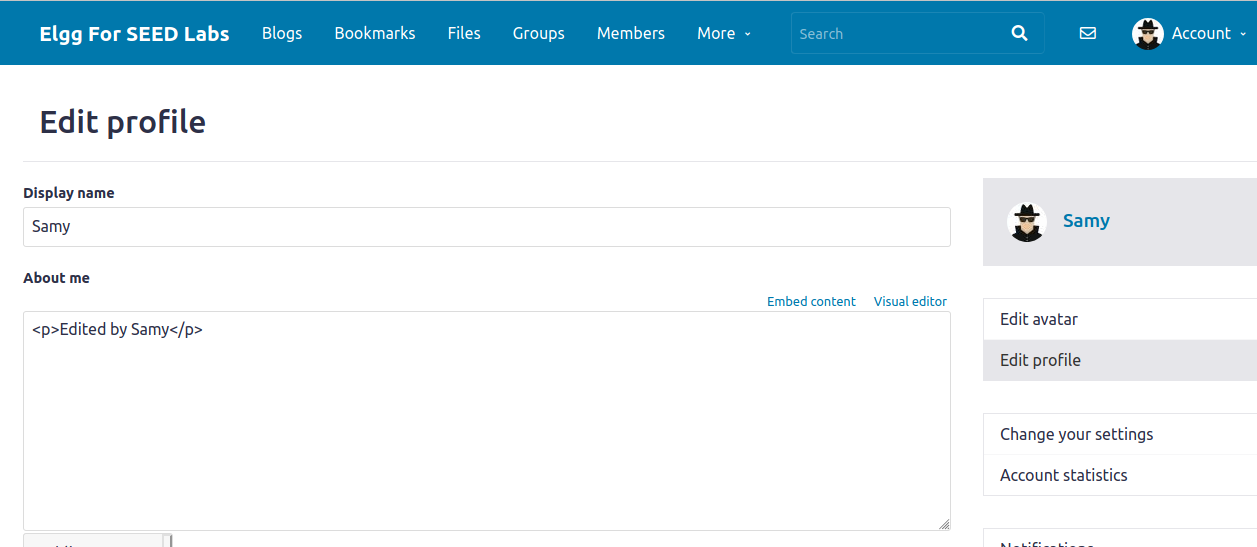 Elgg For SEED Labs Blogs Bookmarks Files Groups Members More Search Account
Edit profile
Display name
Samy
About me
Embed content Visual editor
<p>Edited by Samy</p>
Samy
Edit avatar
Edit profile
Change your settings
Account statistics
Notifications